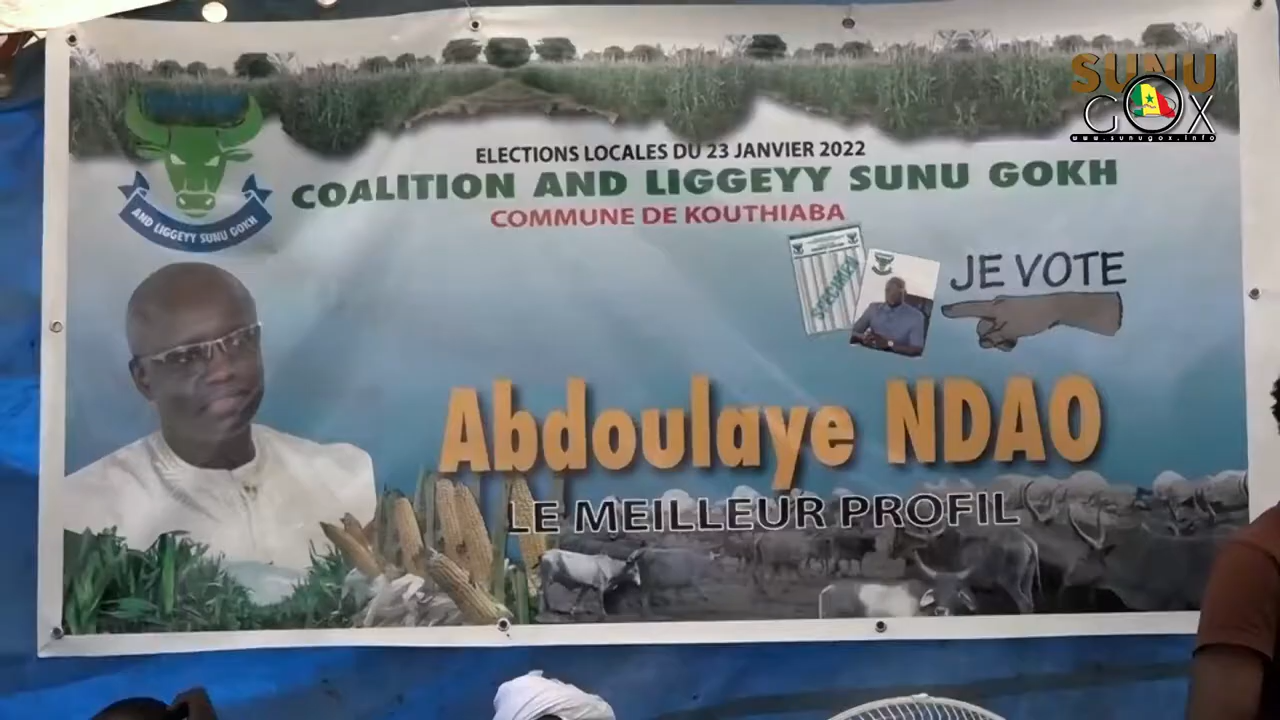 SUNU
GOX
www.sunugox.info
ELECTIONS LOCALES DU 23 JANVIER 2022
COALITION AND LIGGEYY SUNU GOKH
COMMUNE DE KOUTHIABA
AND LIGGEYY SUNU GOKH
JE VOTE
Abdoulaye NDAO
LE MEILLEUR PROFIL